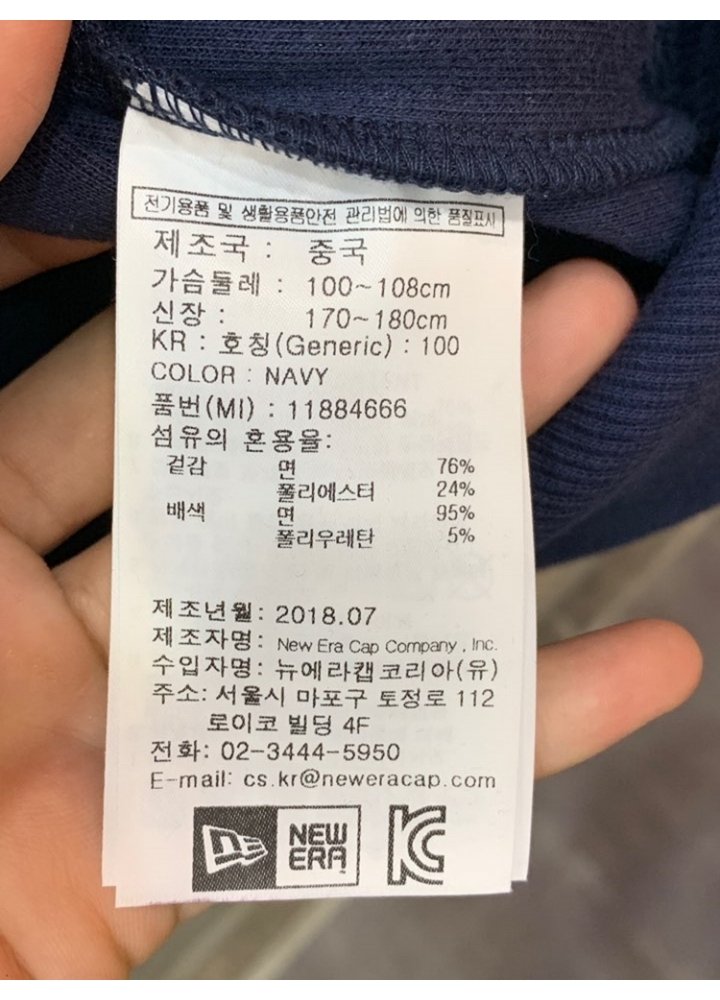 전기용품 및 생활용품안전 관리법에 의한 품질표시
제조국 : 중국
가슴둘레 : 100~108cm
신장 : 170~180cm
KR : 호칭(Generic) : 100
COLOR : NAVY
품번(MI) : 11884666
섬유의 혼용율:
겉감 면 76%
폴리에스터 24%
배색 면 95%
폴리우레탄 5%
제조년월: 2018.07
제조자명: New Era Cap Company , Inc.
수입자명: 뉴에라캡코리아(유)
주소: 서울시 마포구 토정로 112
로이코 빌딩 4F
전화: 02-3444-5950
E-mail: cs.kr@neweracap.com
NEW ERA
KC